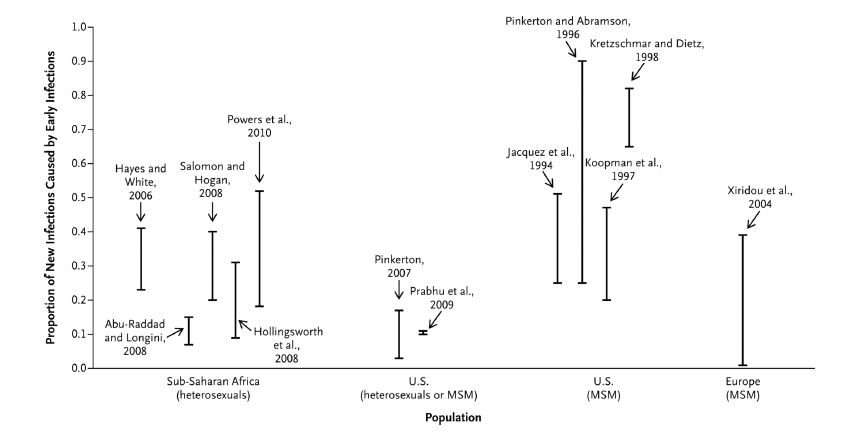 Proportion of New Infections Caused by Early Infections
1.0
0.9
0.8
0.7
0.6
0.5
0.4
0.3
0.2
0.1
0.0
Hayes and
White,
2006
Abu-Raddad
and Longini,
2008
Salomon and
Hogan,
2008
Powers et al.,
2010
Hollingsworth
et al.,
2008
Pinkerton,
2007
Prabhu et al.,
2009
Jacquez et al.,
1994
Pinkerton and Abramson,
1996
Kretzschmar and Dietz,
1998
Koopman et al.,
1997
Xiridou et al.,
2004
Sub-Saharan Africa
(heterosexuals)
U.S.
(heterosexuals or MSM)
U.S.
(MSM)
Europe
(MSM)
Population